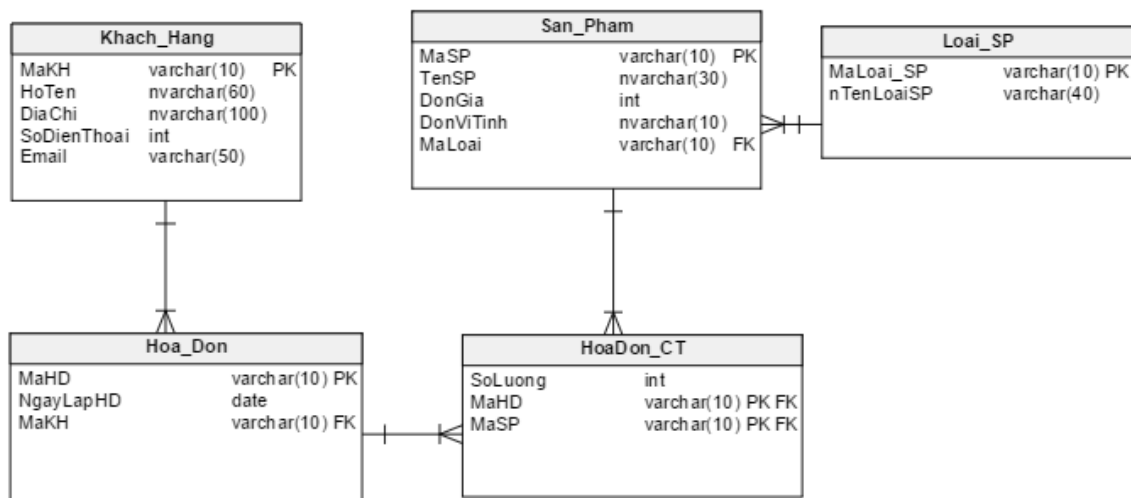 Khach_Hang
MaKH varchar(10) PK
HoTen nvarchar(60)
DiaChi nvarchar(100)
SoDienThoai int
Email varchar(50)
San_Pham
MaSP varchar(10) PK
TenSP nvarchar(30)
DonGia int
DonViTinh nvarchar(10)
MaLoai varchar(10) FK
Loai_SP
MaLoai_SP varchar(10) PK
nTenLoaiSP varchar(40)
Hoa_Don
MaHD varchar(10) PK
NgayLapHD date
MaKH varchar(10) FK
HoaDon_CT
SoLuong int
MaHD varchar(10) PK FK
MaSP varchar(10) PK FK